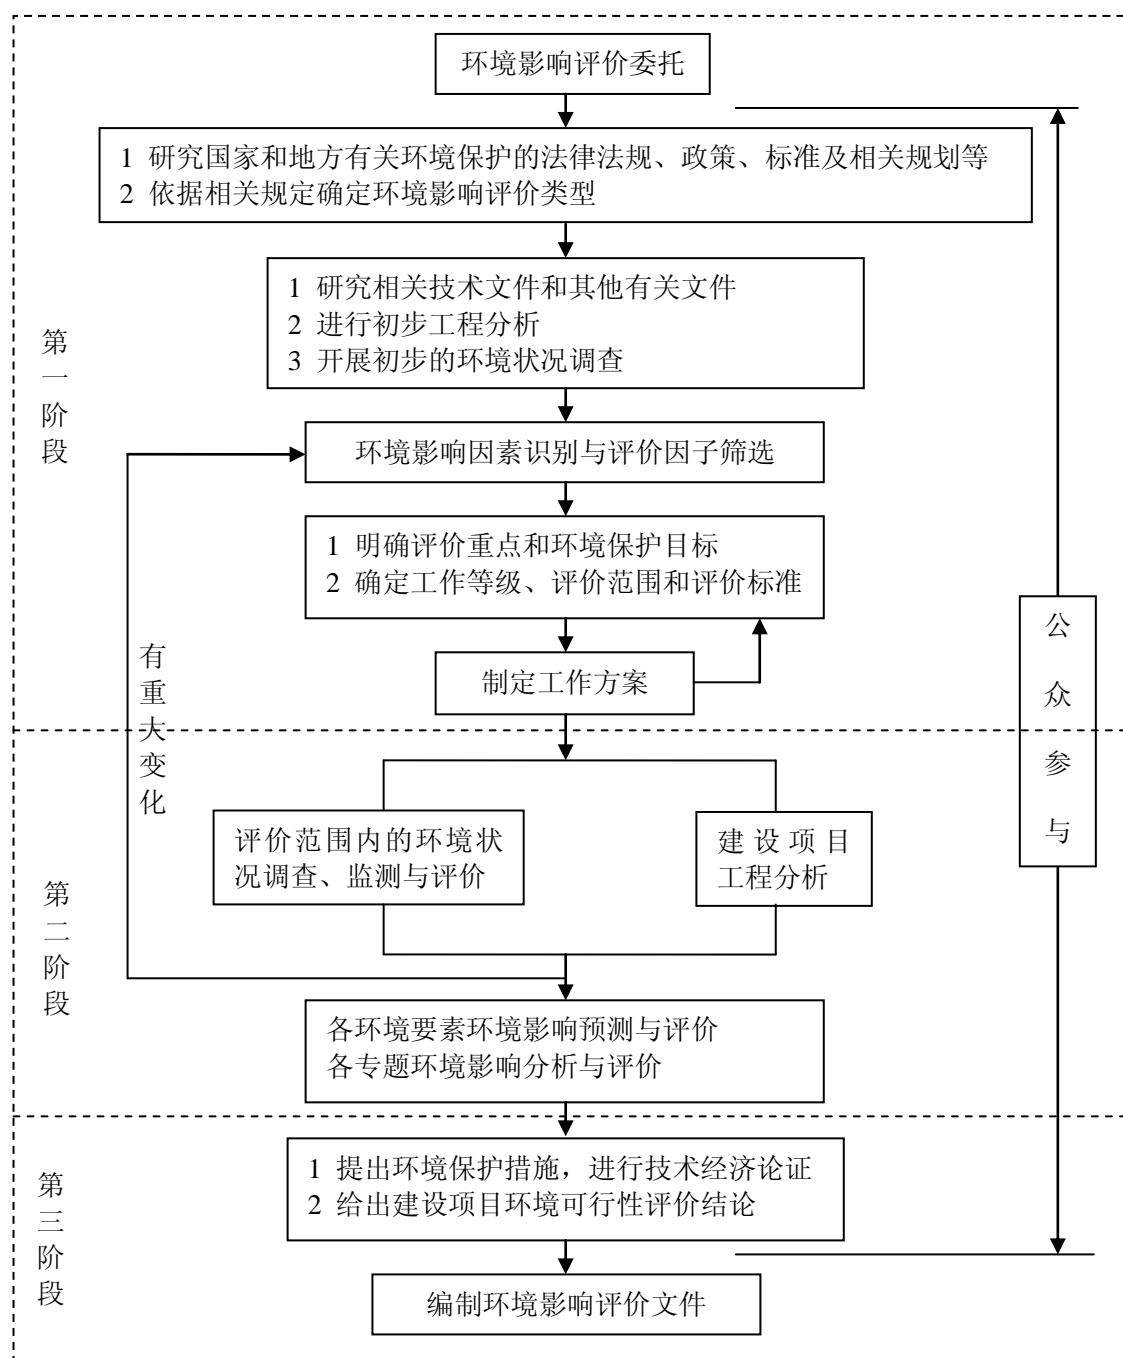 环境影响评价委托
1 研究国家和地方有关环境保护的法律法规、政策、标准及相关规划等
2 依据相关规定确定环境影响评价类型
1 研究相关技术文件和其他有关文件
2 进行初步工程分析
3 开展初步的环境状况调查
第一阶段
环境影响因素识别与评价因子筛选
1 明确评价重点和环境保护目标
2 确定工作等级、评价范围和评价标准
制定工作方案
有重大变化
公众参与
评价范围内的环境状
况调查、监测与评价
建设项目
工程分析
第二阶段
各环境要素环境影响预测与评价
各专题环境影响分析与评价
第三阶段
1 提出环境保护措施，进行技术经济论证
2 给出建设项目环境可行性评价结论
编制环境影响评价文件